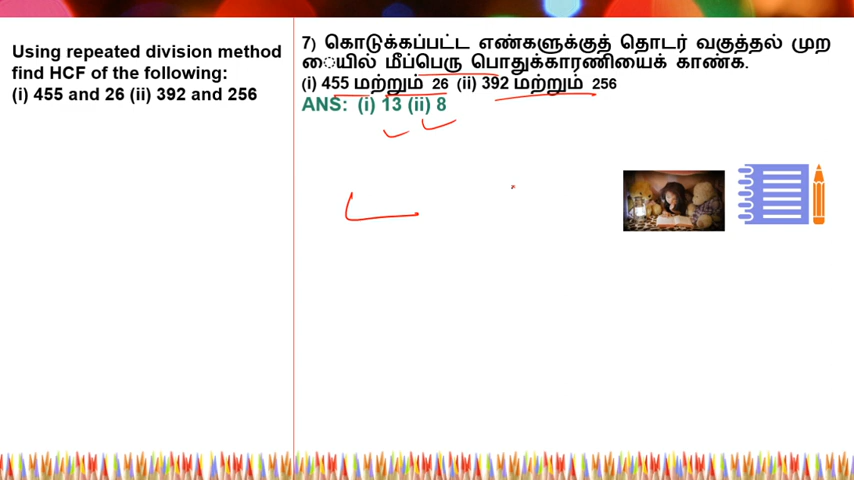 Using repeated division method
find HCF of the following:
(i) 455 and 26 (ii) 392 and 256
7) கொடுக்கப்பட்ட எண்களுக்குத் தொடர் வகுத்தல் முற
ையில் மீப்பெரு பொதுக்காரணியைக் காண்க.
(i) 455 மற்றும் 26 (ii) 392 மற்றும் 256
ANS: (i) 13 (ii) 8